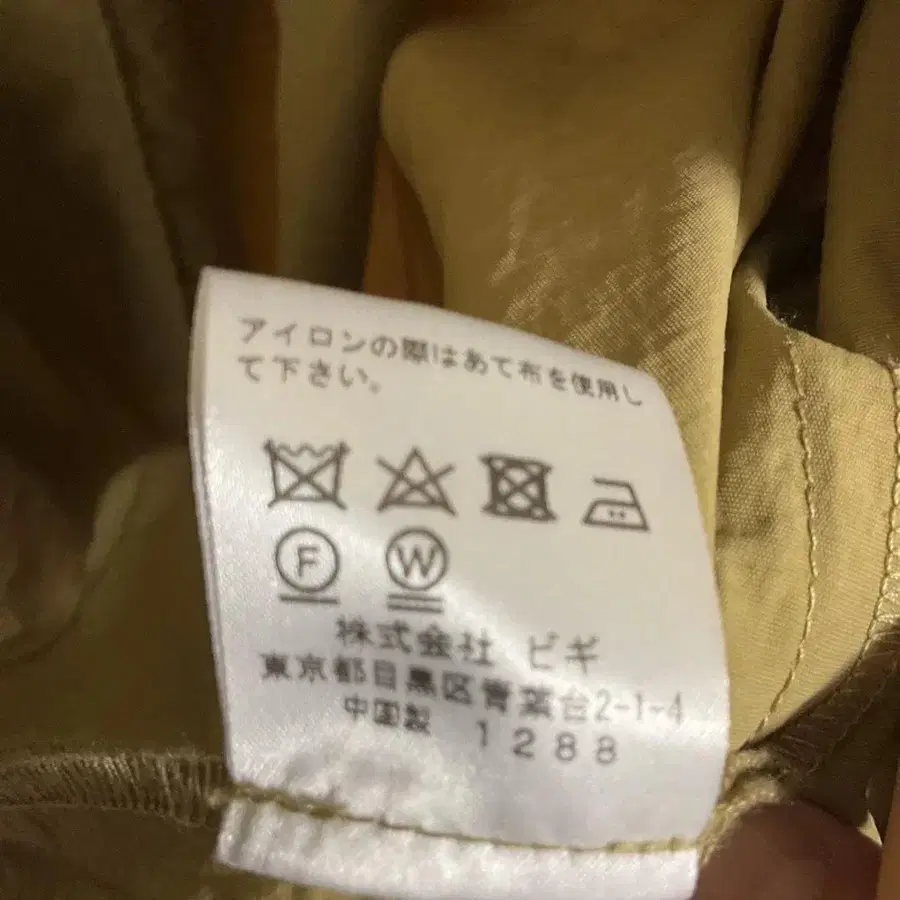 アイロンの際はあて布を使用し
て下さい。
F W
株式会社 ビギ
東京都目黒区青葉台2-1-4
中国製 1288